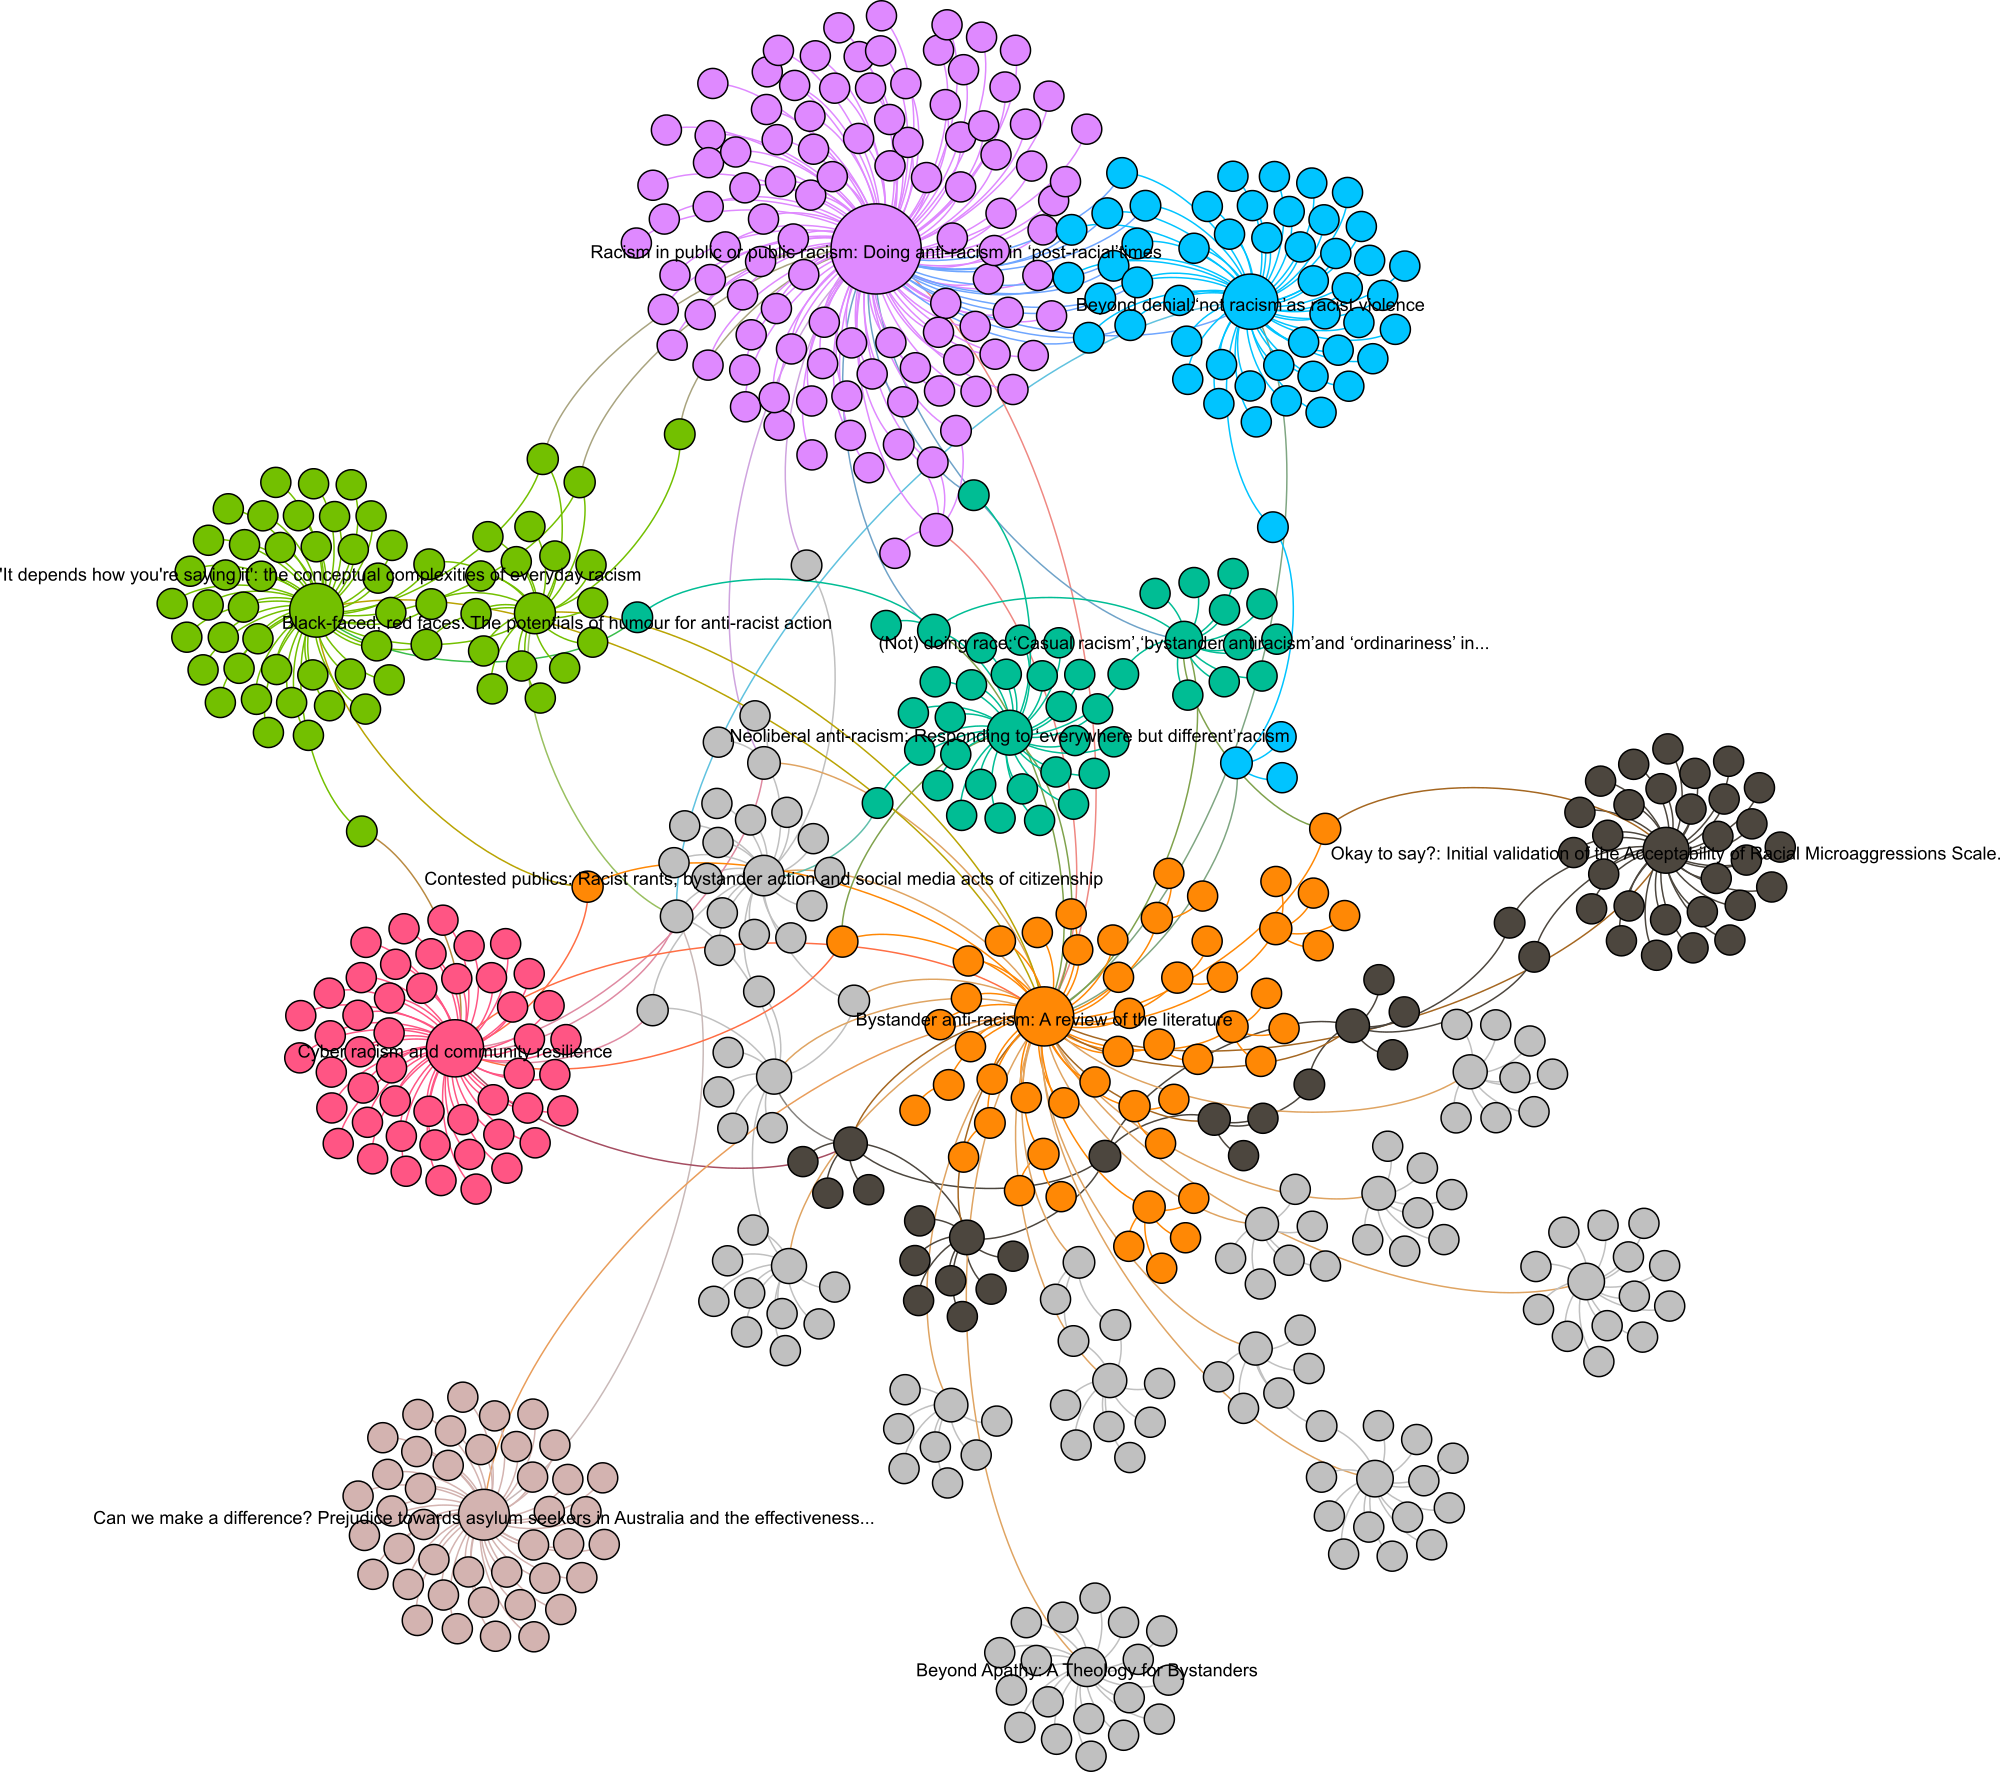 Racism in public or public racism: Doing anti-racism in ‘post-racial’times
Beyond denial:‘not racism’as racist violence
'It depends how you're saying it': the conceptual complexities of everyday racism
Black-faced, red faces: The potentials of humour for anti-racist action
(Not) doing race:‘Casual racism’,‘bystander antiracism’and ‘ordinariness’ in...
Neoliberal anti-racism: Responding to ‘everywhere but different’racism
Okay to say?: Initial validation of the Acceptability of Racial Microaggressions Scale.
Contested publics: Racist rants, bystander action and social media acts of citizenship
Bystander anti-racism: A review of the literature
Cyber racism and community resilience
Can we make a difference? Prejudice towards asylum seekers in Australia and the effectiveness...
Beyond Apathy: A Theology for Bystanders